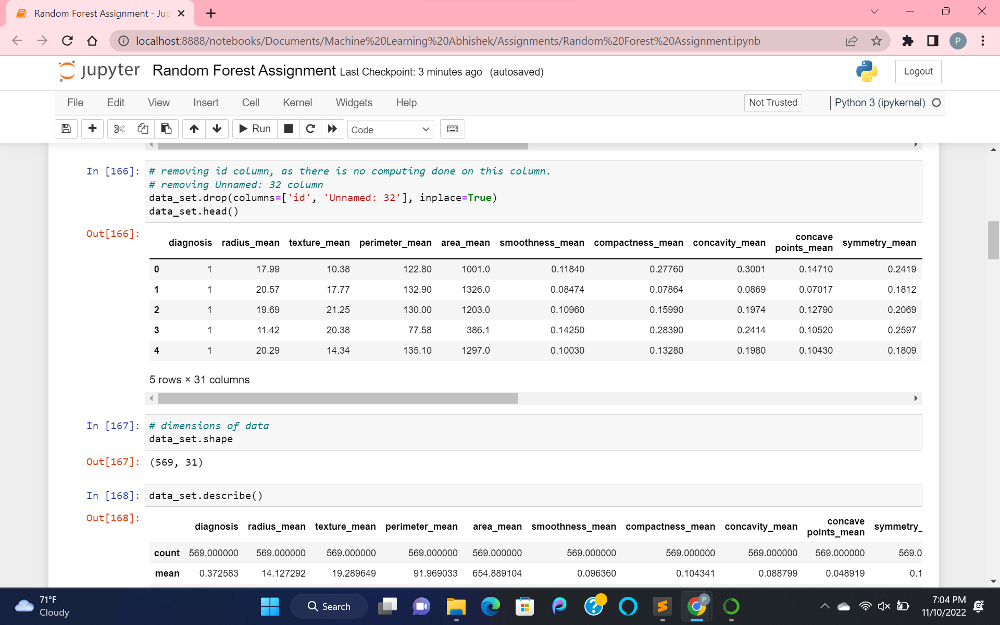 Random Forest Assignment - Jup
localhost:8888/notebooks/Documents/Machine%20Learning%20Abhishek/Assignments/Random%20Forest%20Assignment.ipynb
P
jupyter Random Forest Assignment Last Checkpoint: 3 minutes ago (autosaved)
Logout
File Edit View Insert Cell Kernel Widgets Help
Not Trusted
Python 3 (ipykernel)
Run
Code
In [166]:
# removing id column, as there is no computing done on this column.
# removing Unnamed: 32 column
data_set.drop(columns=['id', 'Unnamed: 32'], inplace=True)
data_set.head()
Out[166]:
diagnosis radius_mean texture_mean perimeter_mean area_mean smoothness_mean compactness_mean concavity_mean concave points_mean symmetry_mean
0 1 17.99 10.38 122.80 1001.0 0.11840 0.27760 0.3001 0.14710 0.2419
1 1 20.57 17.77 132.90 1326.0 0.08474 0.07864 0.0869 0.07017 0.1812
2 1 19.69 21.25 130.00 1203.0 0.10960 0.15990 0.1974 0.12790 0.2069
3 1 11.42 20.38 77.58 386.1 0.14250 0.28390 0.2414 0.10520 0.2597
4 1 20.29 14.34 135.10 1297.0 0.10030 0.13280 0.1980 0.10430 0.1809
5 rows × 31 columns
In [167]:
# dimensions of data
data_set.shape
Out[167]: (569, 31)
In [168]: data_set.describe()
Out[168]:
diagnosis radius_mean texture_mean perimeter_mean area_mean smoothness_mean compactness_mean concavity_mean concave points_mean symmetry_
count 569.000000 569.000000 569.000000 569.000000 569.000000 569.000000 569.000000 569.000000 569.000000 569.0
mean 0.372583 14.127292 19.289649 91.969033 654.889104 0.096360 0.104341 0.088799 0.048919 0.1
71°F
Cloudy
Search
P
7:04 PM
11/10/2022